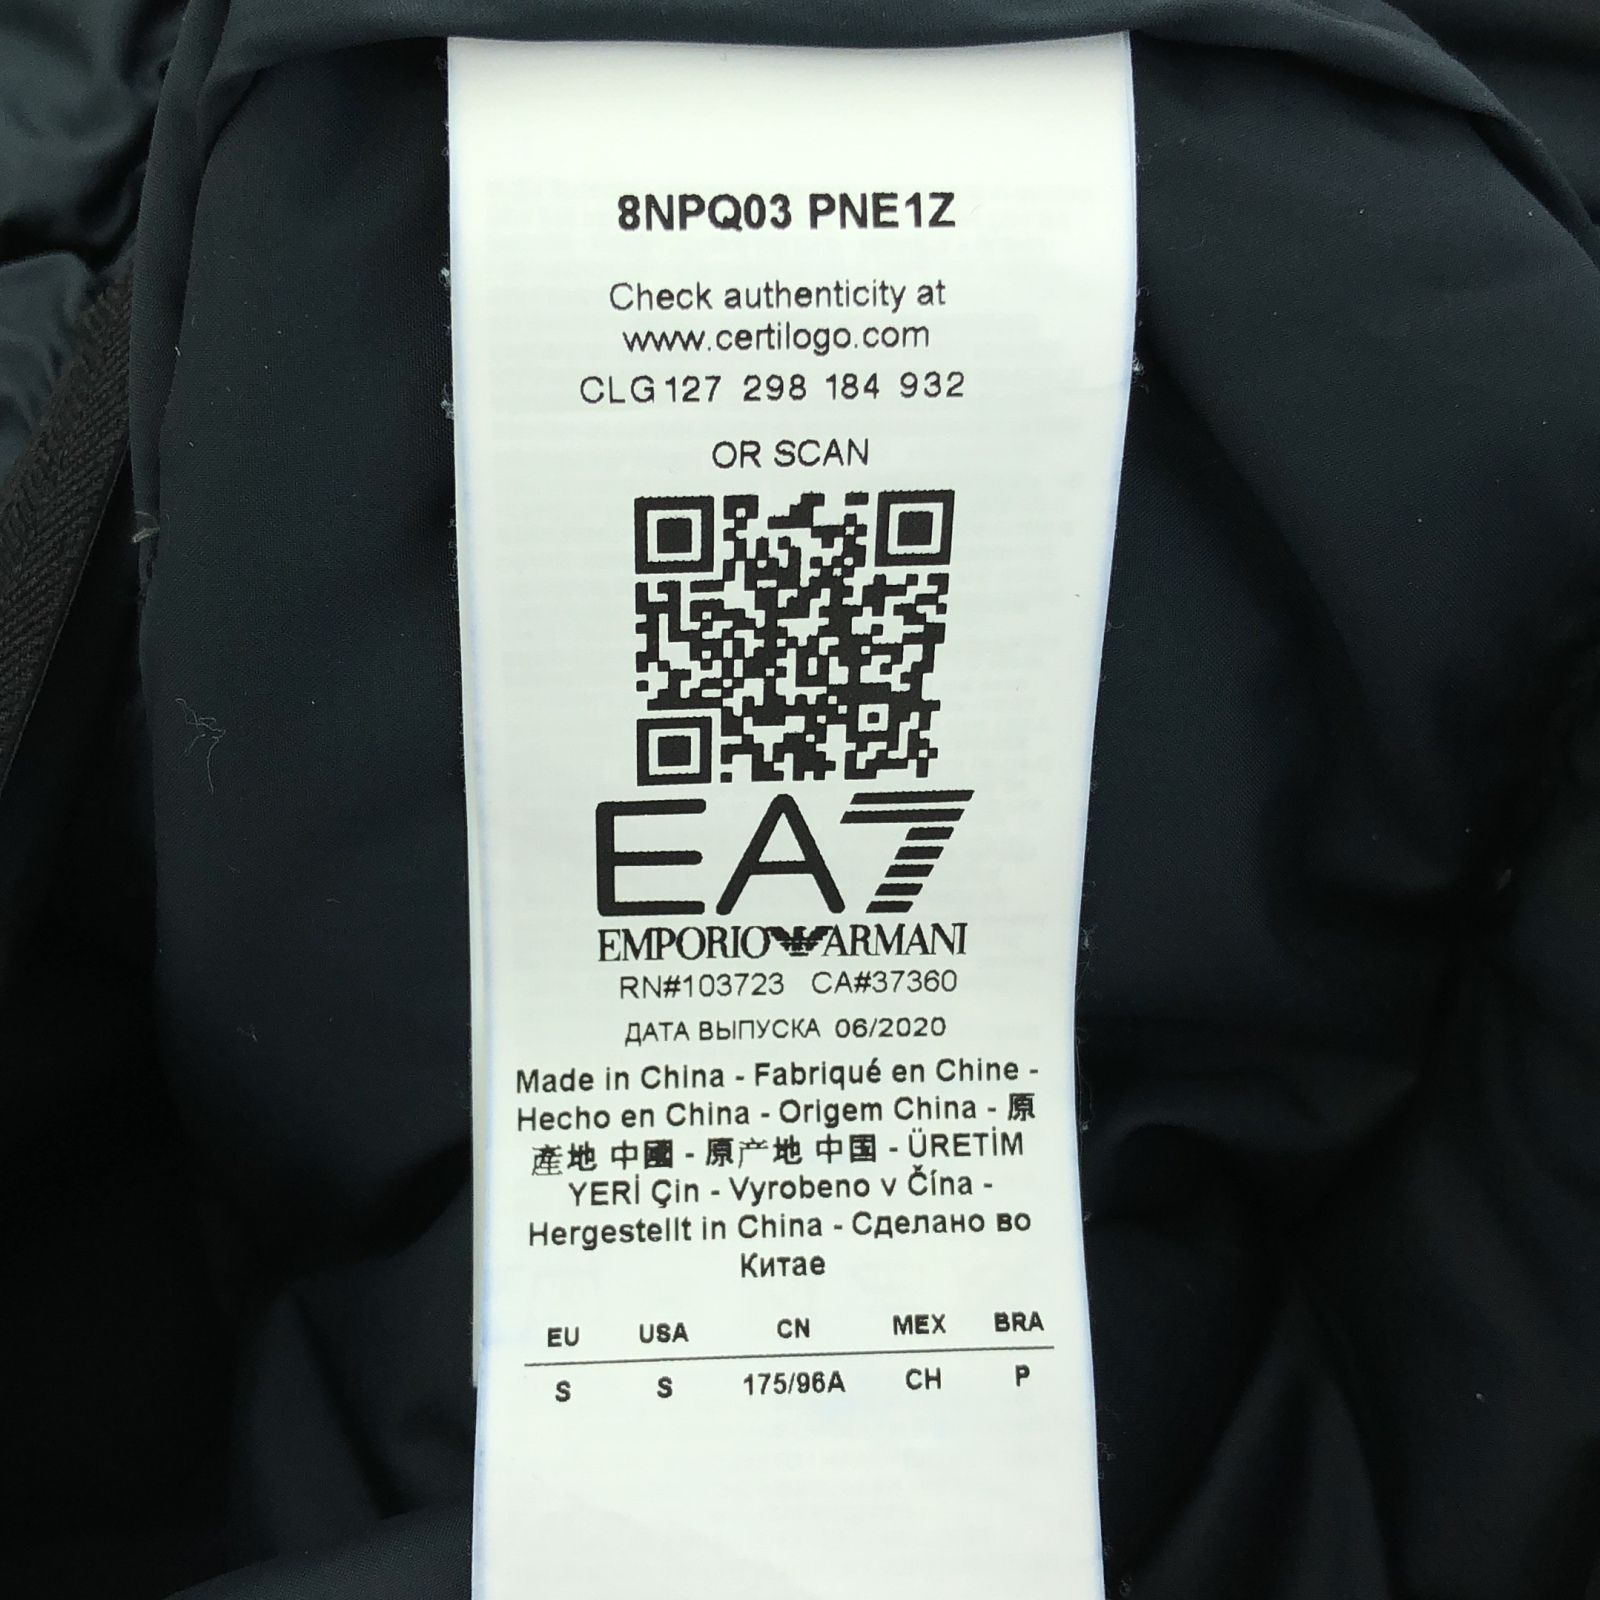 8NPQ03 PNE1Z
Check authenticity at
www.certilogo.com
CLG 127 298 184 932
OR SCAN
EA7
EMPORIO ARMANI
RN#103723 CA#37360
ДАТА ВЫПУСКА 06/2020
Made in China - Fabriqué en Chine -
Hecho en China - Origem China - 原
產地 中國 - 原产地 中国 - ÜRETİM
YERİ Çin - Vyrobeno v Čína -
Hergestellt in China - Сделано во
Китае
EU USA CN MEX BRA
S S 175/96A CH P